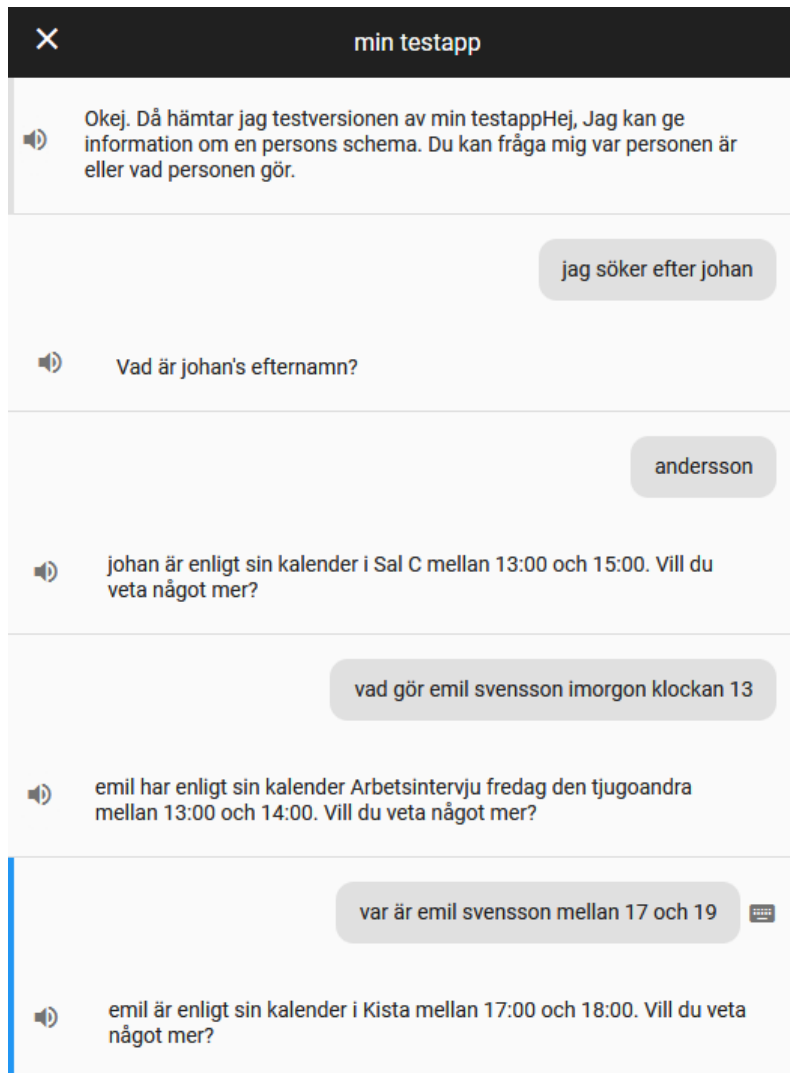 min testapp
Okej. Då hämtar jag testversionen av min testappHej, Jag kan ge
information om en persons schema. Du kan fråga mig var personen är
eller vad personen gör.
jag söker efter johan
Vad är johan's efternamn?
andersson
johan är enligt sin kalender i Sal C mellan 13:00 och 15:00. Vill du
veta något mer?
vad gör emil svensson imorgon klockan 13
emil har enligt sin kalender Arbetsintervju fredag den tjugoandra
mellan 13:00 och 14:00. Vill du veta något mer?
var är emil svensson mellan 17 och 19
emil är enligt sin kalender i Kista mellan 17:00 och 18:00. Vill du veta
något mer?